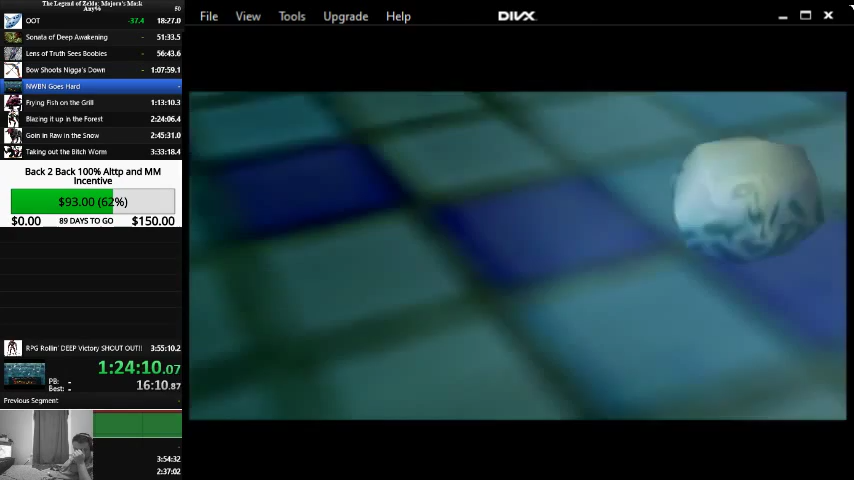 The Legend of Zelda: Majora's Mask
Any%
50
OOT -37.4 18:27.0
Sonata of Deep Awakening - 51:33.5
Lens of Truth Sees Boobies - 56:43.6
Bow Shoots Nigga's Down - 1:07:59.1
NWBN Goes Hard -
Frying Fish on the Grill 1:13:10.3
Blazing it up in the Forest 2:24:06.4
Goin in Raw in the Snow 2:45:31.0
Taking out the Bitch Worm 3:33:18.4
Back 2 Back 100% Alttp and MM
Incentive
$93.00 (62%)
$0.00 89 DAYS TO GO $150.00
RPG Rollin' DEEP Victory SHOUT OUT!! 3:55:10.2
1:24:10.07
PB: -
Best: -
16:10.87
Previous Segment -
3:54:32
2:37:02
File View Tools Upgrade Help
DIVX